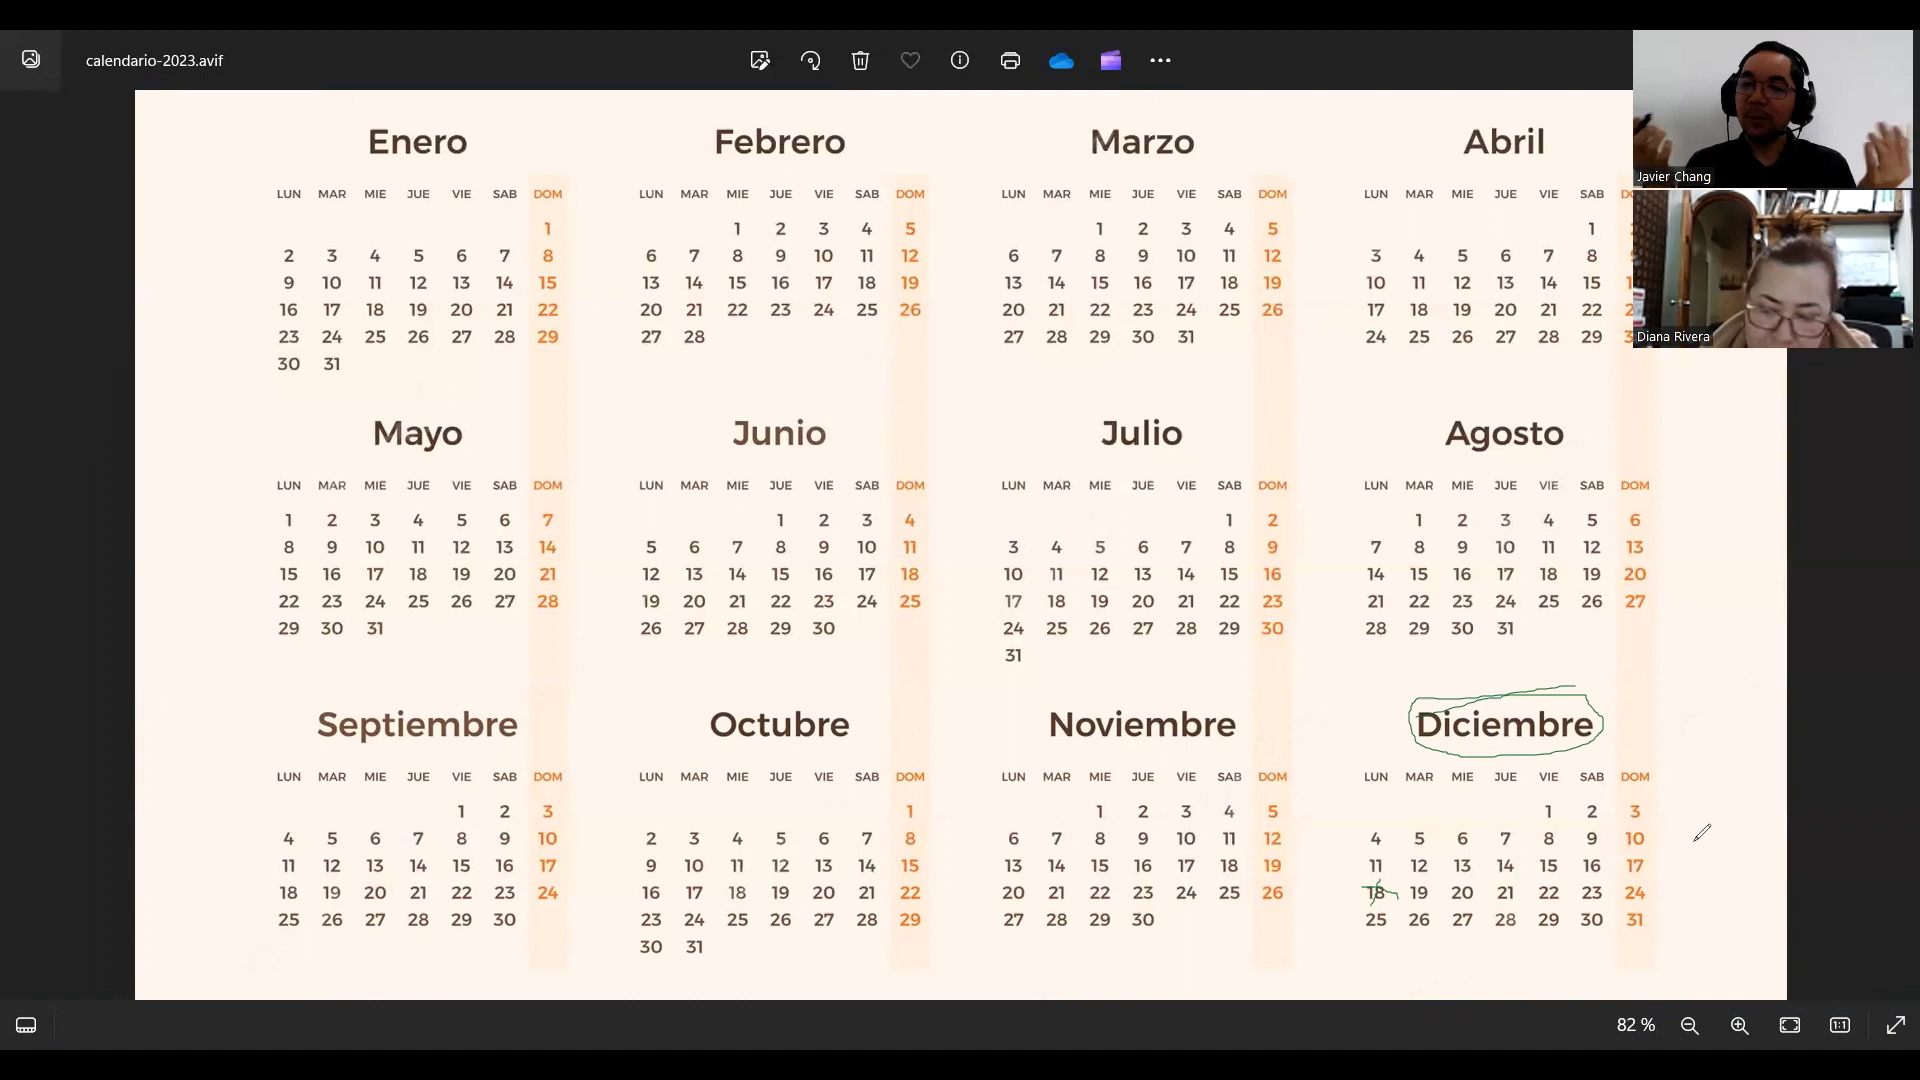 calendario-2023.avif
Javier Chang
Diana Rivera
Enero Febrero Marzo Abril
LUN MAR MIE JUE VIE SAB DOM LUN MAR MIE JUE VIE SAB DOM LUN MAR MIE JUE VIE SAB DOM LUN MAR MIE JUE VIE SAB
1 1 2 3 4 5 1 2 3 4 5 1
2 3 4 5 6 7 8 6 7 8 9 10 11 12 6 7 8 9 10 11 12 3 4 5 6 7 8
9 10 11 12 13 14 15 13 14 15 16 17 18 19 13 14 15 16 17 18 19 10 11 12 13 14 15
16 17 18 19 20 21 22 20 21 22 23 24 25 26 20 21 22 23 24 25 26 17 18 19 20 21 22
23 24 25 26 27 28 29 27 28 27 28 29 30 31 24 25 26 27 28 29
30 31
Mayo Junio Julio Agosto
LUN MAR MIE JUE VIE SAB DOM LUN MAR MIE JUE VIE SAB DOM LUN MAR MIE JUE VIE SAB DOM LUN MAR MIE JUE VIE SAB DOM
1 2 3 4 5 6 7 1 2 3 4 1 2 1 2 3 4 5 6
8 9 10 11 12 13 14 5 6 7 8 9 10 11 3 4 5 6 7 8 9 7 8 9 10 11 12 13
15 16 17 18 19 20 21 12 13 14 15 16 17 18 10 11 12 13 14 15 16 14 15 16 17 18 19 20
22 23 24 25 26 27 28 19 20 21 22 23 24 25 17 18 19 20 21 22 23 21 22 23 24 25 26 27
29 30 31 26 27 28 29 30 24 25 26 27 28 29 30 28 29 30 31
31
Septiembre Octubre Noviembre Diciembre
LUN MAR MIE JUE VIE SAB DOM LUN MAR MIE JUE VIE SAB DOM LUN MAR MIE JUE VIE SAB DOM LUN MAR MIE JUE VIE SAB DOM
1 2 3 1 1 2 3 4 5 1 2 3
4 5 6 7 8 9 10 2 3 4 5 6 7 8 6 7 8 9 10 11 12 4 5 6 7 8 9 10
11 12 13 14 15 16 17 9 10 11 12 13 14 15 13 14 15 16 17 18 19 11 12 13 14 15 16 17
18 19 20 21 22 23 24 16 17 18 19 20 21 22 20 21 22 23 24 25 26 18 19 20 21 22 23 24
25 26 27 28 29 30 23 24 25 26 27 28 29 27 28 29 30 25 26 27 28 29 30 31
30 31
82 %
1:1